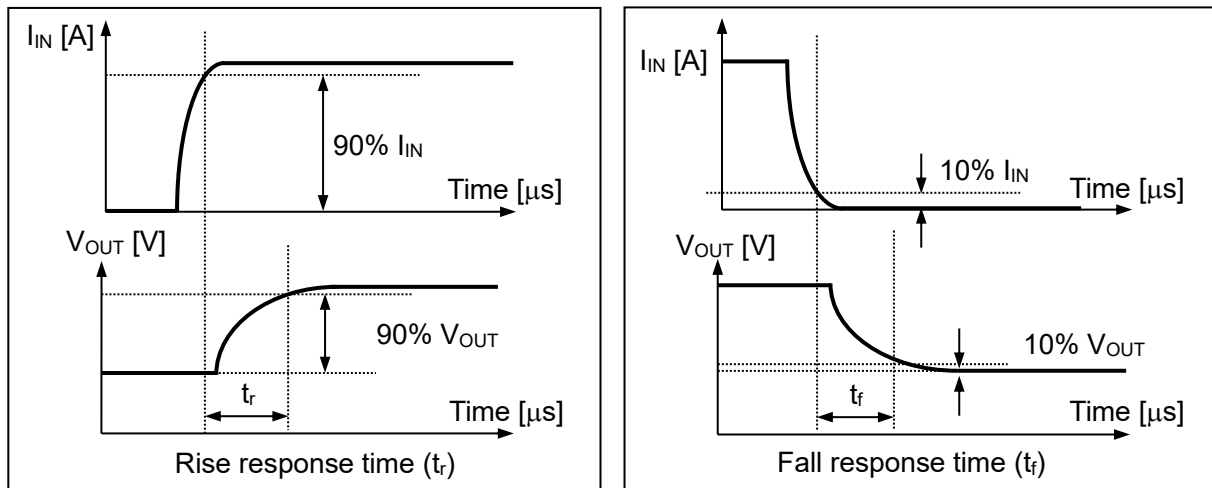 I_IN [A]
90% I_IN
Time [μs]
V_OUT [V]
90% V_OUT
t_r
Time [μs]
Rise response time (t_r)
I_IN [A]
10% I_IN
Time [μs]
V_OUT [V]
10% V_OUT
t_f
Time [μs]
Fall response time (t_f)